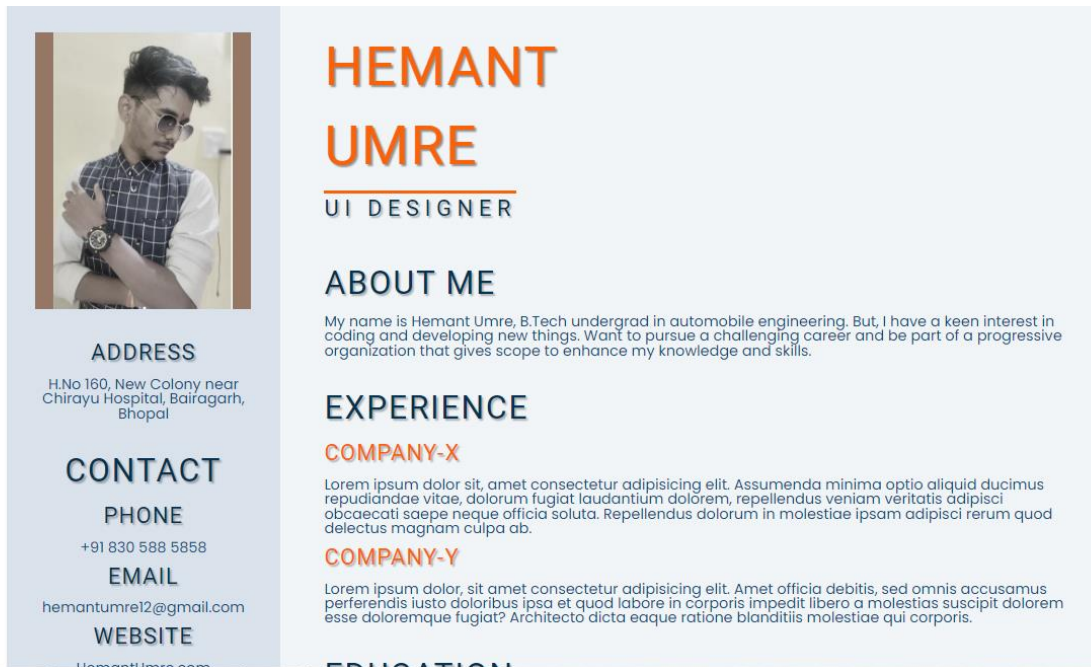 ADDRESS
H.No 160, New Colony near
Chirayu Hospital, Bairagarh,
Bhopal
CONTACT
PHONE
+91 830 588 5858
EMAIL
hemantumre12@gmail.com
WEBSITE
HemantUmre.com
HEMANT
UMRE
UI DESIGNER
ABOUT ME
My name is Hemant Umre, B.Tech undergrad in automobile engineering. But, I have a keen interest in
coding and developing new things. Want to pursue a challenging career and be part of a progressive
organization that gives scope to enhance my knowledge and skills.
EXPERIENCE
COMPANY-X
Lorem ipsum dolor sit, amet consectetur adipisicing elit. Assumenda minima optio aliquid ducimus
repudiandae vitae, dolorum fugiat laudantium dolorem, repellendus veniam veritatis adipisci
obcaecati saepe neque officia soluta. Repellendus dolorum in molestiae ipsam adipisci rerum quod
delectus magnam culpa ab.
COMPANY-Y
Lorem ipsum dolor, sit amet consectetur adipisicing elit. Amet officia debitis, sed omnis accusamus
perferendis iusto doloribus ipsa et quod labore in corporis impedit libero a molestias suscipit dolorem
esse doloremque fugiat? Architecto dicta eaque ratione blanditiis molestiae qui corporis.
EDUCATION